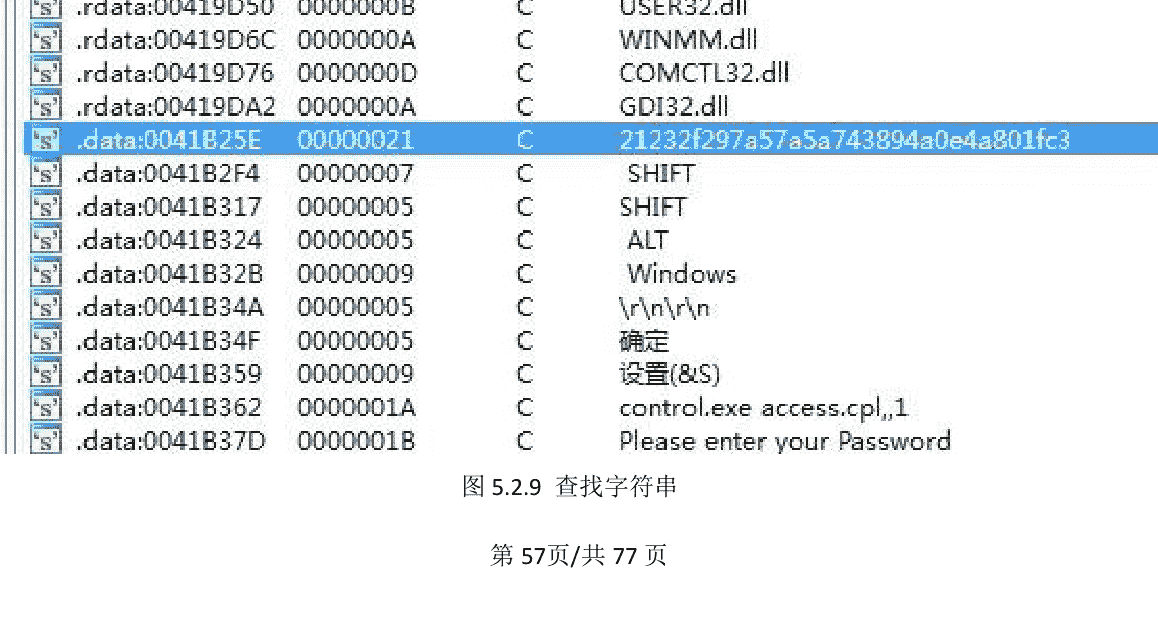 's' .rdata:00419D50 0000000B C USER32.dll
's' .rdata:00419D6C 0000000A C WINMM.dll
's' .rdata:00419D76 0000000D C COMCTL32.dll
's' .rdata:00419DA2 0000000A C GDI32.dll
's' .data:0041B25E 00000021 C 21232f297a57a5a743894a0e4a801fc3
's' .data:0041B2F4 00000007 C SHIFT
's' .data:0041B317 00000005 C SHIFT
's' .data:0041B324 00000005 C ALT
's' .data:0041B32B 00000009 C Windows
's' .data:0041B34A 00000005 C \r\n\r\n
's' .data:0041B34F 00000005 C 确定
's' .data:0041B359 00000009 C 设置(&S)
's' .data:0041B362 0000001A C control.exe access.cpl,,1
's' .data:0041B37D 0000001B C Please enter your Password
图 5.2.9 查找字符串
第 57页/共 77 页